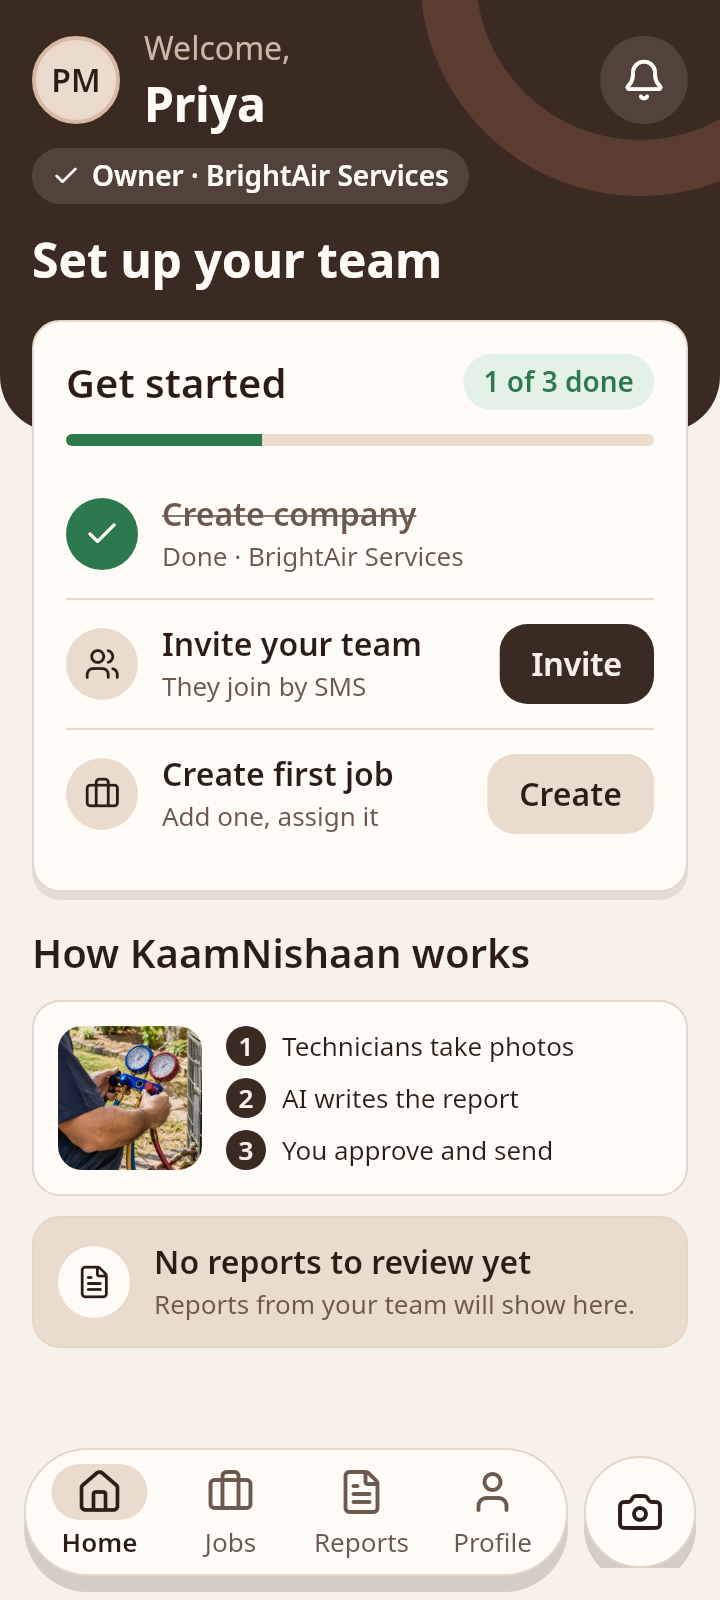 PM
Welcome,
Priya
Owner · BrightAir Services
Set up your team
Get started
1 of 3 done
Create company
Done · BrightAir Services
Invite your team
They join by SMS
Invite
Create first job
Add one, assign it
Create
How KaamNishaan works
1 Technicians take photos
2 AI writes the report
3 You approve and send
No reports to review yet
Reports from your team will show here.
Home
Jobs
Reports
Profile